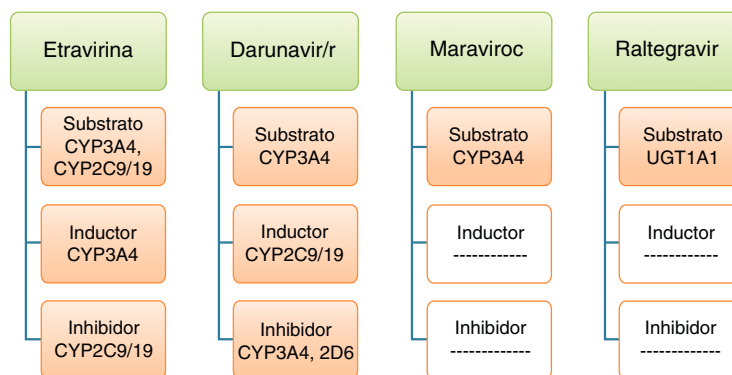 Etravirina
Substrato
CYP3A4,
CYP2C9/19
Inductor
CYP3A4
Inhibidor
CYP2C9/19
Darunavir/r
Substrato
CYP3A4
Inductor
CYP2C9/19
Inhibidor
CYP3A4, 2D6
Maraviroc
Substrato
CYP3A4
Inductor
------------
Inhibidor
-------------
Raltegravir
Substrato
UGT1A1
Inductor
------------
Inhibidor
-------------